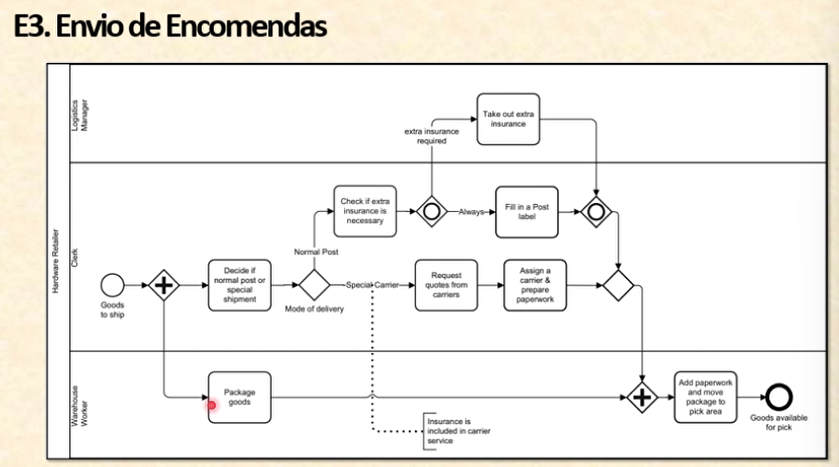 E3. Envio de Encomendas
Hardware Retailer
Logistics
Manager
Take out extra
insurance
extra insurance
required
Clerk
Check if extra
insurance is
necessary
Always
Fill in a Post
label
Normal Post
Goods
to ship
Decide if
normal post or
special
shipment
Mode of delivery
Special Carrier
Request
quotes from
carriers
Assign a
carrier &
prepare
paperwork
Warehouse
Worker
Package
goods
Insurance is
included in carrier
service
Add paperwork
and move
package to
pick area
Goods available
for pick